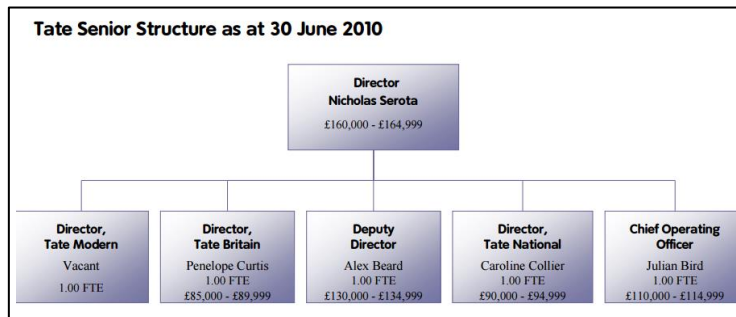 Tate Senior Structure as at 30 June 2010
Director
Nicholas Serota
£160,000 - £164,999
Director,
Tate Modern
Vacant
1.00 FTE
Director,
Tate Britain
Penelope Curtis
1.00 FTE
£85,000 - £89,999
Deputy
Director
Alex Beard
1.00 FTE
£130,000 - £134,999
Director,
Tate National
Caroline Collier
1.00 FTE
£90,000 - £94,999
Chief Operating
Officer
Julian Bird
1.00 FTE
£110,000 - £114,999